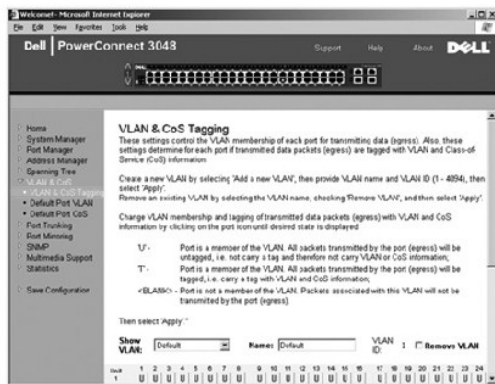 Welcome! - Microsoft Internet Explorer
File Edit View Favorites Tools Help
Dell | PowerConnect 3048
Support Help About DELL
Home
System Manager
Port Manager
Address Manager
Spanning Tree
VLAN & CoS
VLAN & CoS Tagging
Default Port VLAN
Default Port CoS
Port Trunking
Port Mirroring
SNMP
Multimedia Support
Statistics
Save Configuration
VLAN & CoS Tagging
These settings control the VLAN membership of each port for transmitting data (egress). Also, these
settings determine for each port if transmitted data packets (egress) are tagged with VLAN and Class-of-
Service (CoS) information
Create a new VLAN by selecting 'Add a new VLAN', then provide VLAN name and VLAN ID (1 - 4094), then
select 'Apply'.
Remove an existing VLAN by selecting the VLAN name, checking 'Remove VLAN', and then select 'Apply'.
Change VLAN membership and tagging of transmitted data packets (egress) with VLAN and CoS
information by clicking on the port icon until desired state is displayed
'U' - Port is a member of the VLAN. All packets transmitted by the port (egress) will be
untagged, i.e. not carry a tag and therefore not carry VLAN or CoS information;
'T' - Port is a member of the VLAN. All packets transmitted by the port (egress) will be
tagged, i.e. carry a tag with VLAN and CoS information;
<BLANK> - Port is not a member of the VLAN. Packets associated with this VLAN will not be
transmitted by the port (egress).
Then select 'Apply'.
Show VLAN: Default Name: Default VLAN ID: 1 Remove VLAN
1 2 3 4 5 6 7 8 9 10 11 12 13 14 15 16 17 18 19 20 21 22 23 24
1 U U U U U U U U U U U U U U U U U U U U U U U U